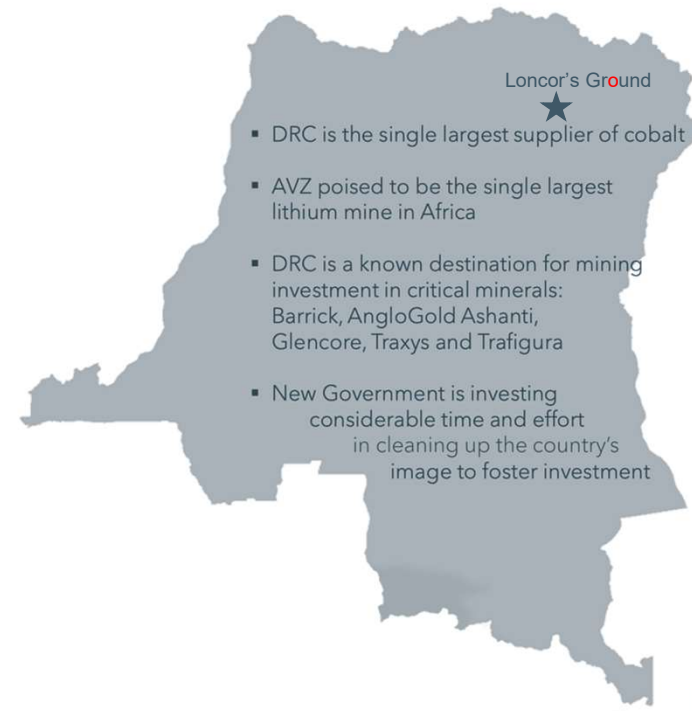 Loncor's Ground
▪ DRC is the single largest supplier of cobalt
▪ AVZ poised to be the single largest
lithium mine in Africa
▪ DRC is a known destination for mining
investment in critical minerals:
Barrick, AngloGold Ashanti,
Glencore, Traxys and Trafigura
▪ New Government is investing
considerable time and effort
in cleaning up the country's
image to foster investment